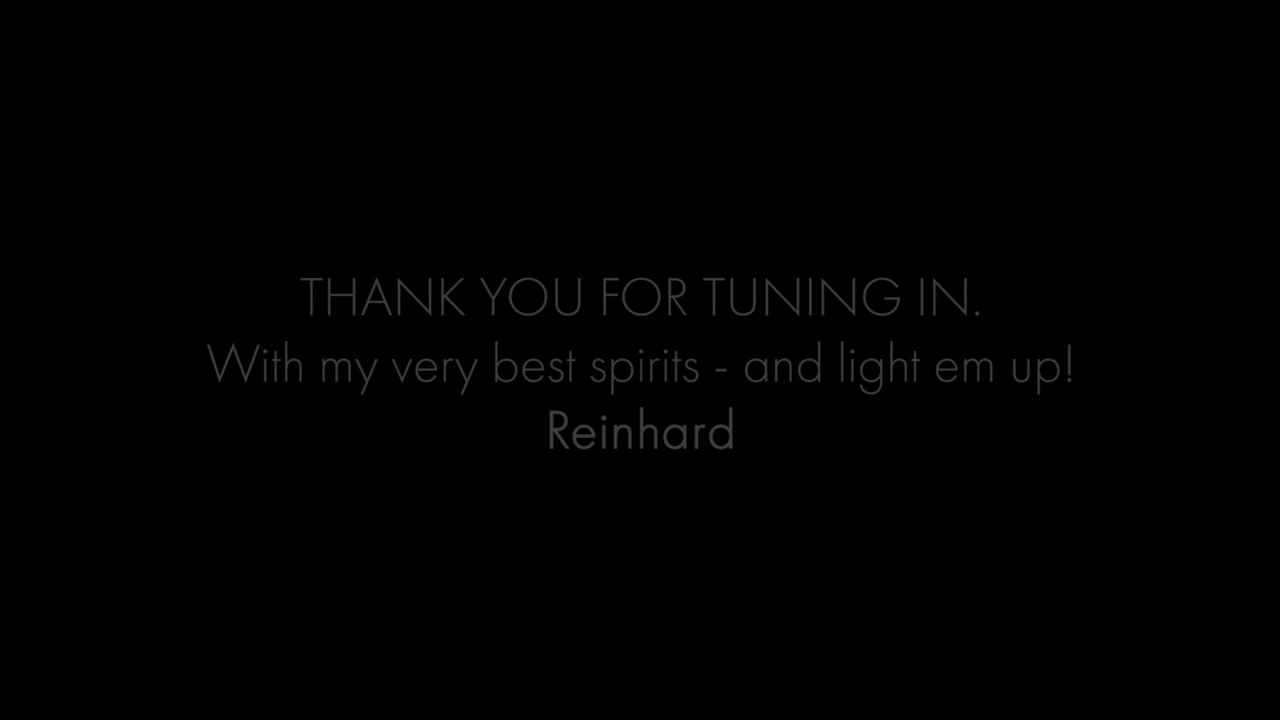 THANK YOU FOR TUNING IN.
With my very best spirits - and light em up!
Reinhard